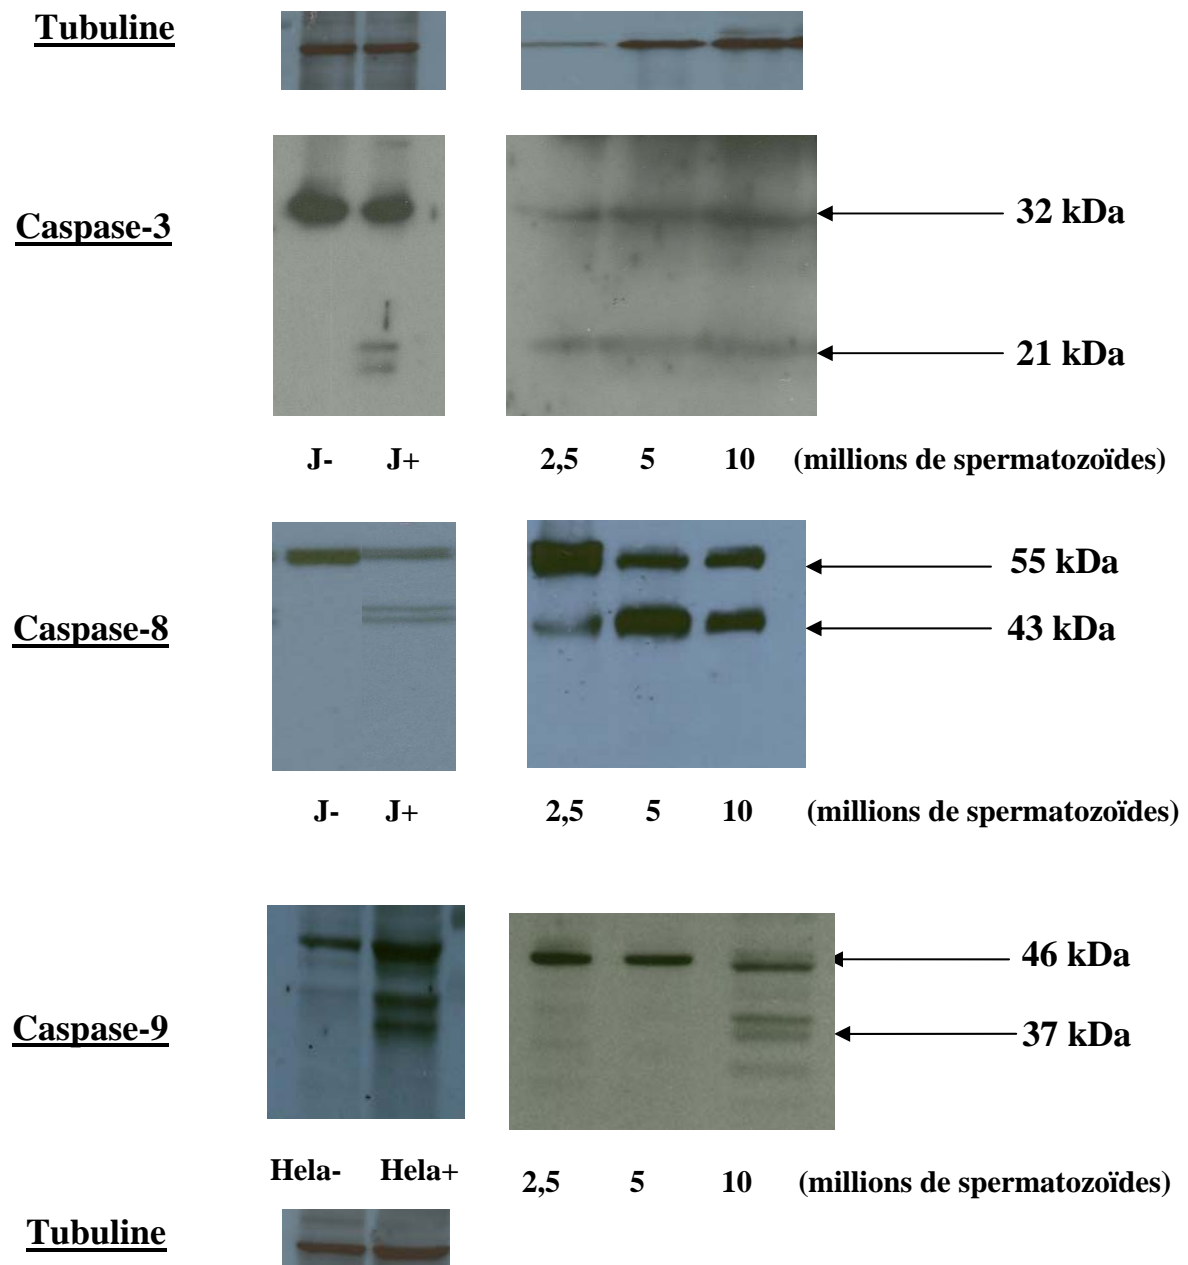 Tubuline
Caspase-3
32 kDa
21 kDa
J- J+ 2,5 5 10 (millions de spermatozoïdes)
Caspase-8
55 kDa
43 kDa
J- J+ 2,5 5 10 (millions de spermatozoïdes)
Caspase-9
46 kDa
37 kDa
Hela- Hela+ 2,5 5 10 (millions de spermatozoïdes)
Tubuline